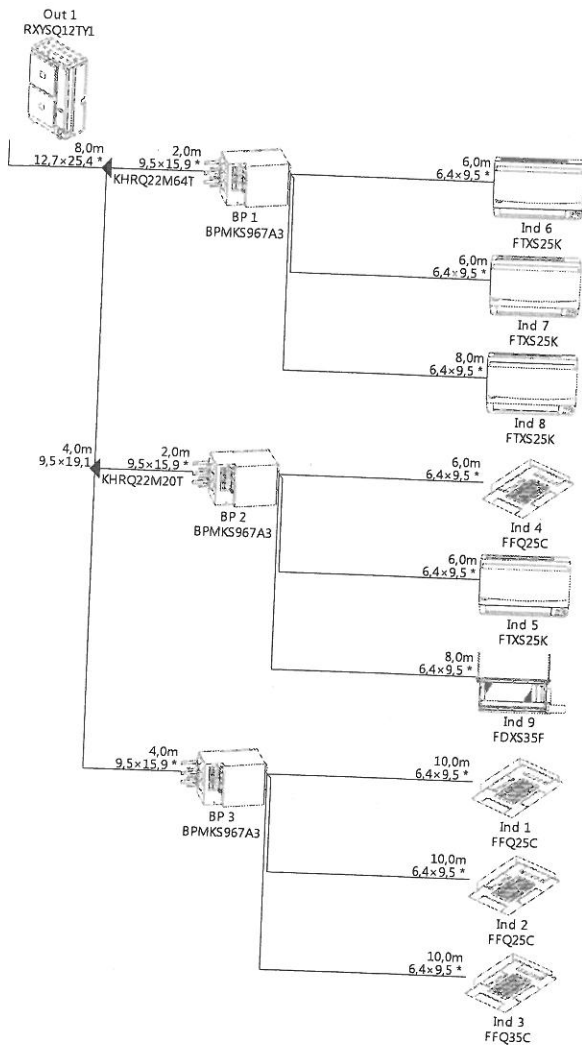 Out 1
RXYSQ12TY1
8,0m
12,7×25,4 *
KHRQ22M64T
2,0m
9,5×15,9 *
BP 1
BPMKS967A3
6,0m
6,4×9,5 *
Ind 6
FTXS25K
6,0m
6,4×9,5 *
Ind 7
FTXS25K
8,0m
6,4×9,5 *
Ind 8
FTXS25K
4,0m
9,5×19,1
KHRQ22M20T
2,0m
9,5×15,9 *
BP 2
BPMKS967A3
6,0m
6,4×9,5 *
Ind 4
FFQ25C
6,0m
6,4×9,5 *
Ind 5
FTXS25K
8,0m
6,4×9,5 *
Ind 9
FDXS35F
4,0m
9,5×15,9 *
BP 3
BPMKS967A3
10,0m
6,4×9,5 *
Ind 1
FFQ25C
10,0m
6,4×9,5 *
Ind 2
FFQ25C
10,0m
6,4×9,5 *
Ind 3
FFQ35C